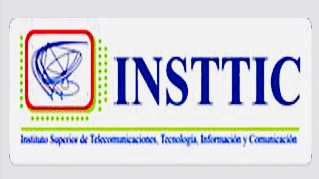 INSTTIC
Instituto Superior de Telecomunicaciones, Tecnología, Información y Comunicación